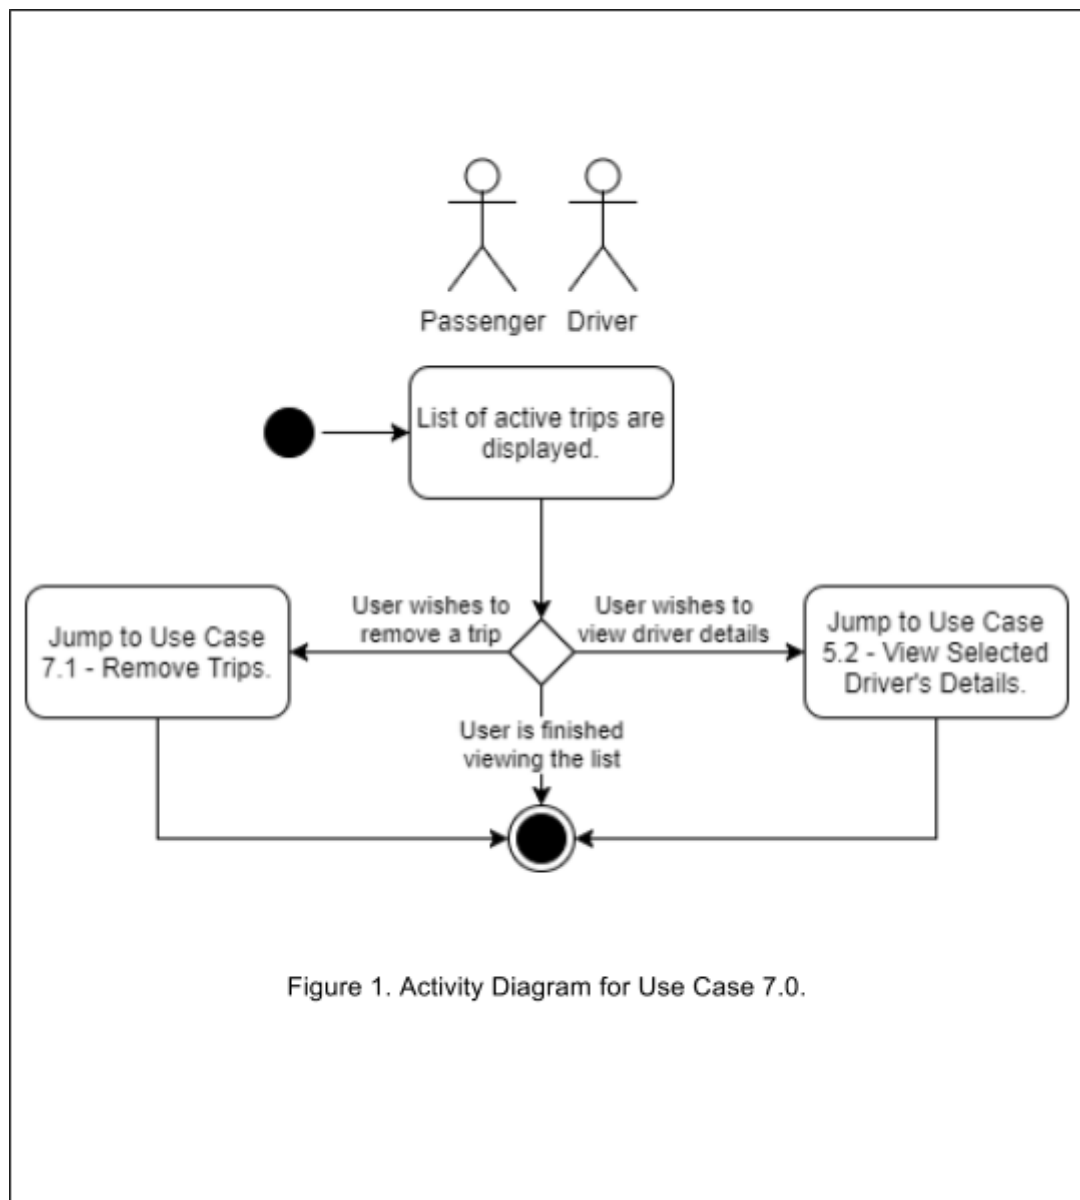 Passenger Driver
List of active trips are
displayed.
User wishes to
remove a trip
User wishes to
view driver details
Jump to Use Case
7.1 - Remove Trips.
Jump to Use Case
5.2 - View Selected
Driver's Details.
User is finished
viewing the list
Figure 1. Activity Diagram for Use Case 7.0.